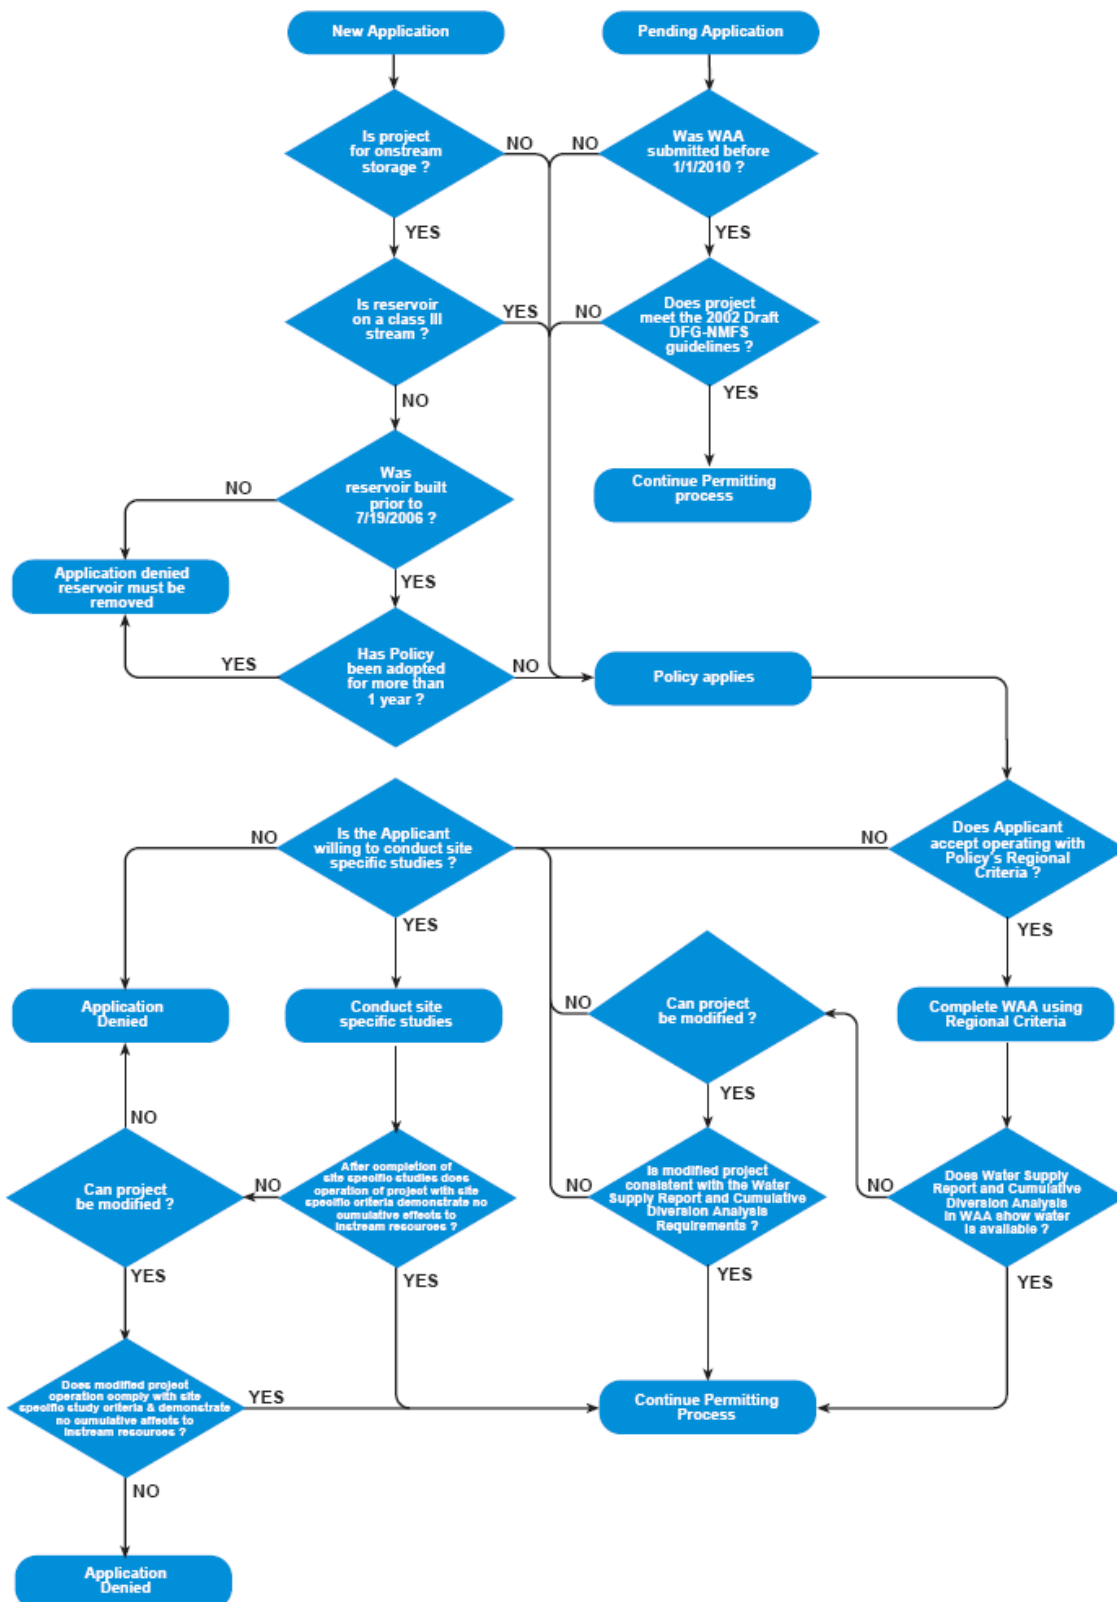 New Application
Pending Application
Is project
for onstream
storage ?
NO
NO
Was WAA
submitted before
1/1/2010 ?
YES
YES
Is reservoir
on a class III
stream ?
YES
NO
Does project
meet the 2002 Draft
DFG-NMFS
guidelines ?
NO
YES
Was
reservoir built
prior to
7/19/2006 ?
NO
Continue Permitting
process
Application denied
reservoir must be
removed
YES
Has Policy
been adopted
for more than
1 year ?
YES
NO
Policy applies
Is the Applicant
willing to conduct site
specific studies ?
NO
NO
Does Applicant
accept operating with
Policy's Regional
Criteria ?
YES
YES
Application
Denied
Conduct site
specific studies
NO
Can project
be modified ?
Complete WAA using
Regional Criteria
NO
YES
Can project
be modified ?
NO
After completion of
site specific studies does
operation of project with site
specific criteria demonstrate no
cumulative effects to
instream resources ?
NO
Is modified project
consistent with the Water
Supply Report and Cumulative
Diversion Analysis
Requirements ?
NO
Does Water Supply
Report and Cumulative
Diversion Analysis
in WAA show water
is available ?
YES
YES
YES
YES
Does modified project
operation comply with site
specific study criteria & demonstrate
no cumulative affects to
instream resources ?
YES
Continue Permitting
Process
NO
Application
Denied